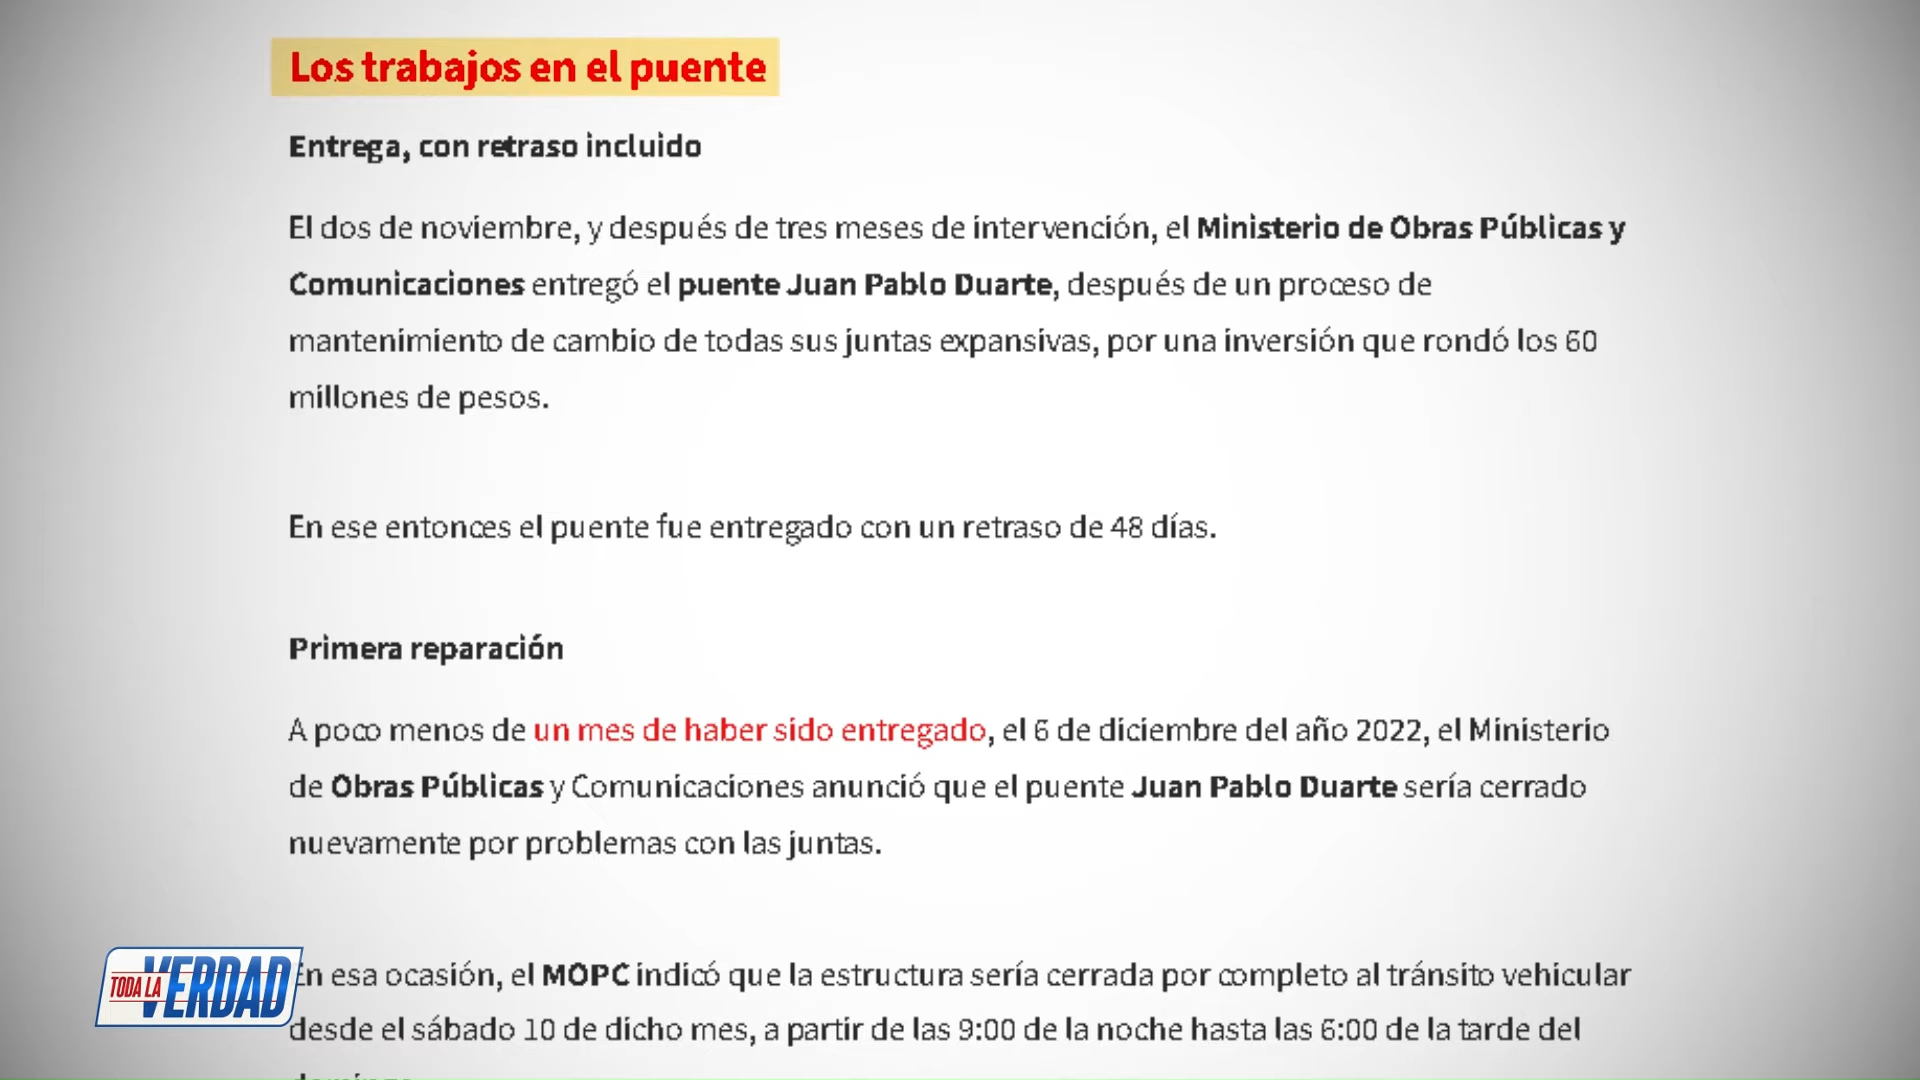 Los trabajos en el puente
Entrega, con retraso incluido
El dos de noviembre, y después de tres meses de intervención, el Ministerio de Obras Públicas y
Comunicaciones entregó el puente Juan Pablo Duarte, después de un proceso de
mantenimiento de cambio de todas sus juntas expansivas, por una inversión que rondó los 60
millones de pesos.
En ese entonces el puente fue entregado con un retraso de 48 días.
Primera reparación
A poco menos de un mes de haber sido entregado, el 6 de diciembre del año 2022, el Ministerio
de Obras Públicas y Comunicaciones anunció que el puente Juan Pablo Duarte sería cerrado
nuevamente por problemas con las juntas.
En esa ocasión, el MOPC indicó que la estructura sería cerrada por completo al tránsito vehicular
desde el sábado 10 de dicho mes, a partir de las 9:00 de la noche hasta las 6:00 de la tarde del
TODA LA VERDAD